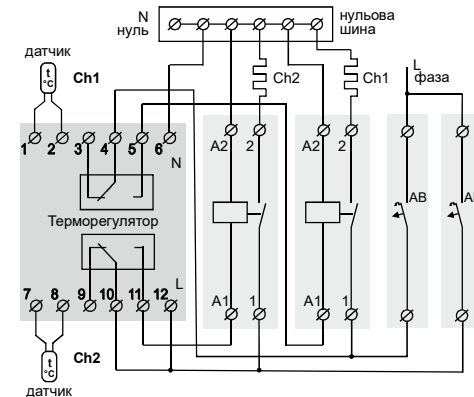 N
нуль
нульова
шина
датчик
t
°C
Ch1
Ch2
Ch1
L
фаза
1 2 3 4 5 6
N
A2 2
A2 2
Терморегулятор
AB
L
7 8 9 10 11 12
A1 1
A1 1
t
°C
Ch2
датчик